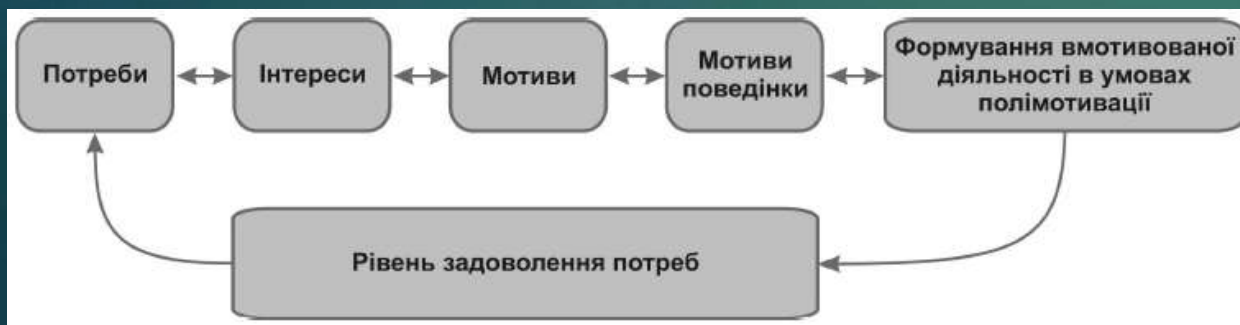 Потреби
Інтереси
Мотиви
Мотиви
поведінки
Формування вмотивованої
діяльності в умовах
полімотивації
Рівень задоволення потреб